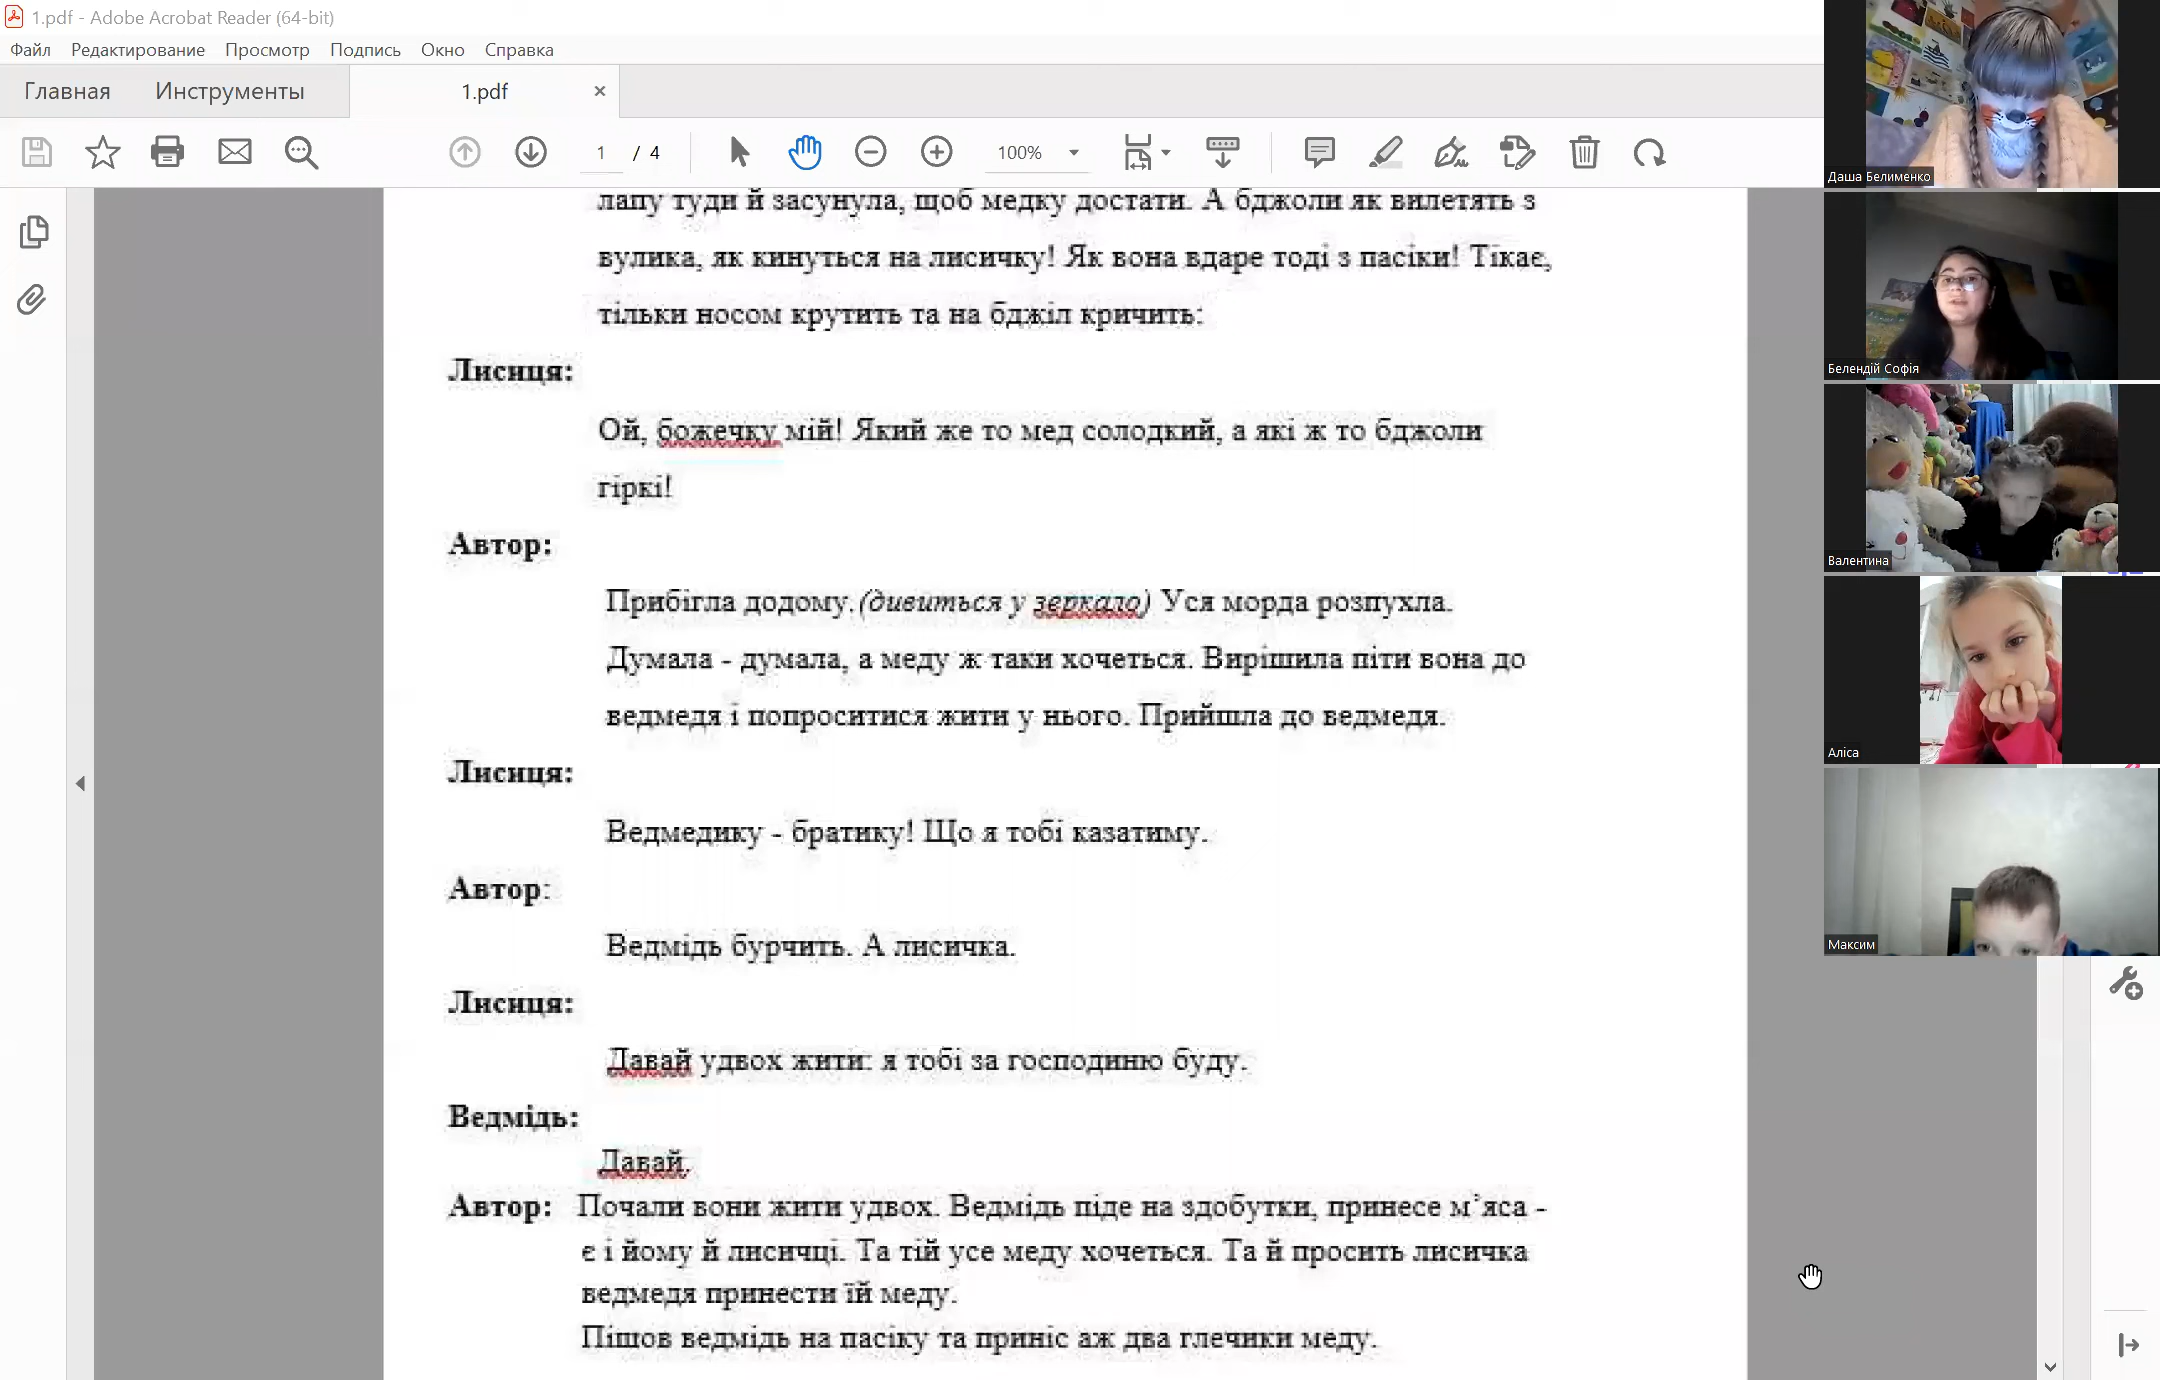 1.pdf - Adobe Acrobat Reader (64-bit)
Файл Редактирование Просмотр Подпись Окно Справка
Главная Инструменты 1.pdf
1 / 4 100%
лапу туди й засунула, щоб медку достати. А бджоли як вилетять з
вулика, як кинуться на лисичку! Як вона вдаре тоді з пасіки! Тікає,
тільки носом крутить та на бджіл кричить:
Лисиця:
Ой, божечку мій! Який же то мед солодкий, а які ж то бджоли
гіркі!
Автор:
Прибігла додому.(дивиться у зеркало) Уся морда розпухла.
Думала - думала, а меду ж таки хочеться. Вирішила піти вона до
ведмедя і попроситися жити у нього. Прийшла до ведмедя.
Лисиця:
Ведмедику - братику! Що я тобі казатиму.
Автор:
Ведмідь бурчить. А лисичка.
Лисиця:
Давай удвох жити: я тобі за господиню буду.
Ведмідь:
Давай.
Автор: Почали вони жити удвох. Ведмідь піде на здобутки, принесе м’яса -
є і йому й лисичці. Та тій усе меду хочеться. Та й просить лисичка
ведмедя принести їй меду.
Пішов ведмідь на пасіку та приніс аж два глечики меду.
Даша Белименко
Белендій Софія
Валентина
Аліса
Максим